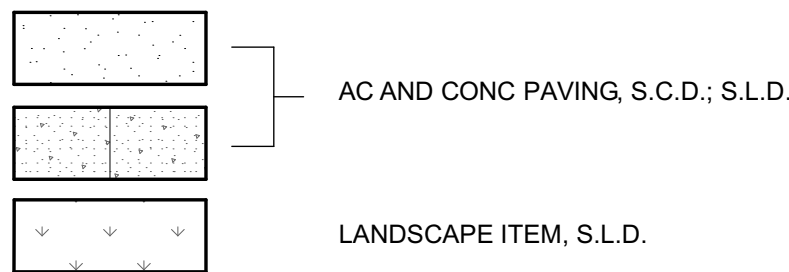 AC AND CONC PAVING, S.C.D.; S.L.D.
LANDSCAPE ITEM, S.L.D.